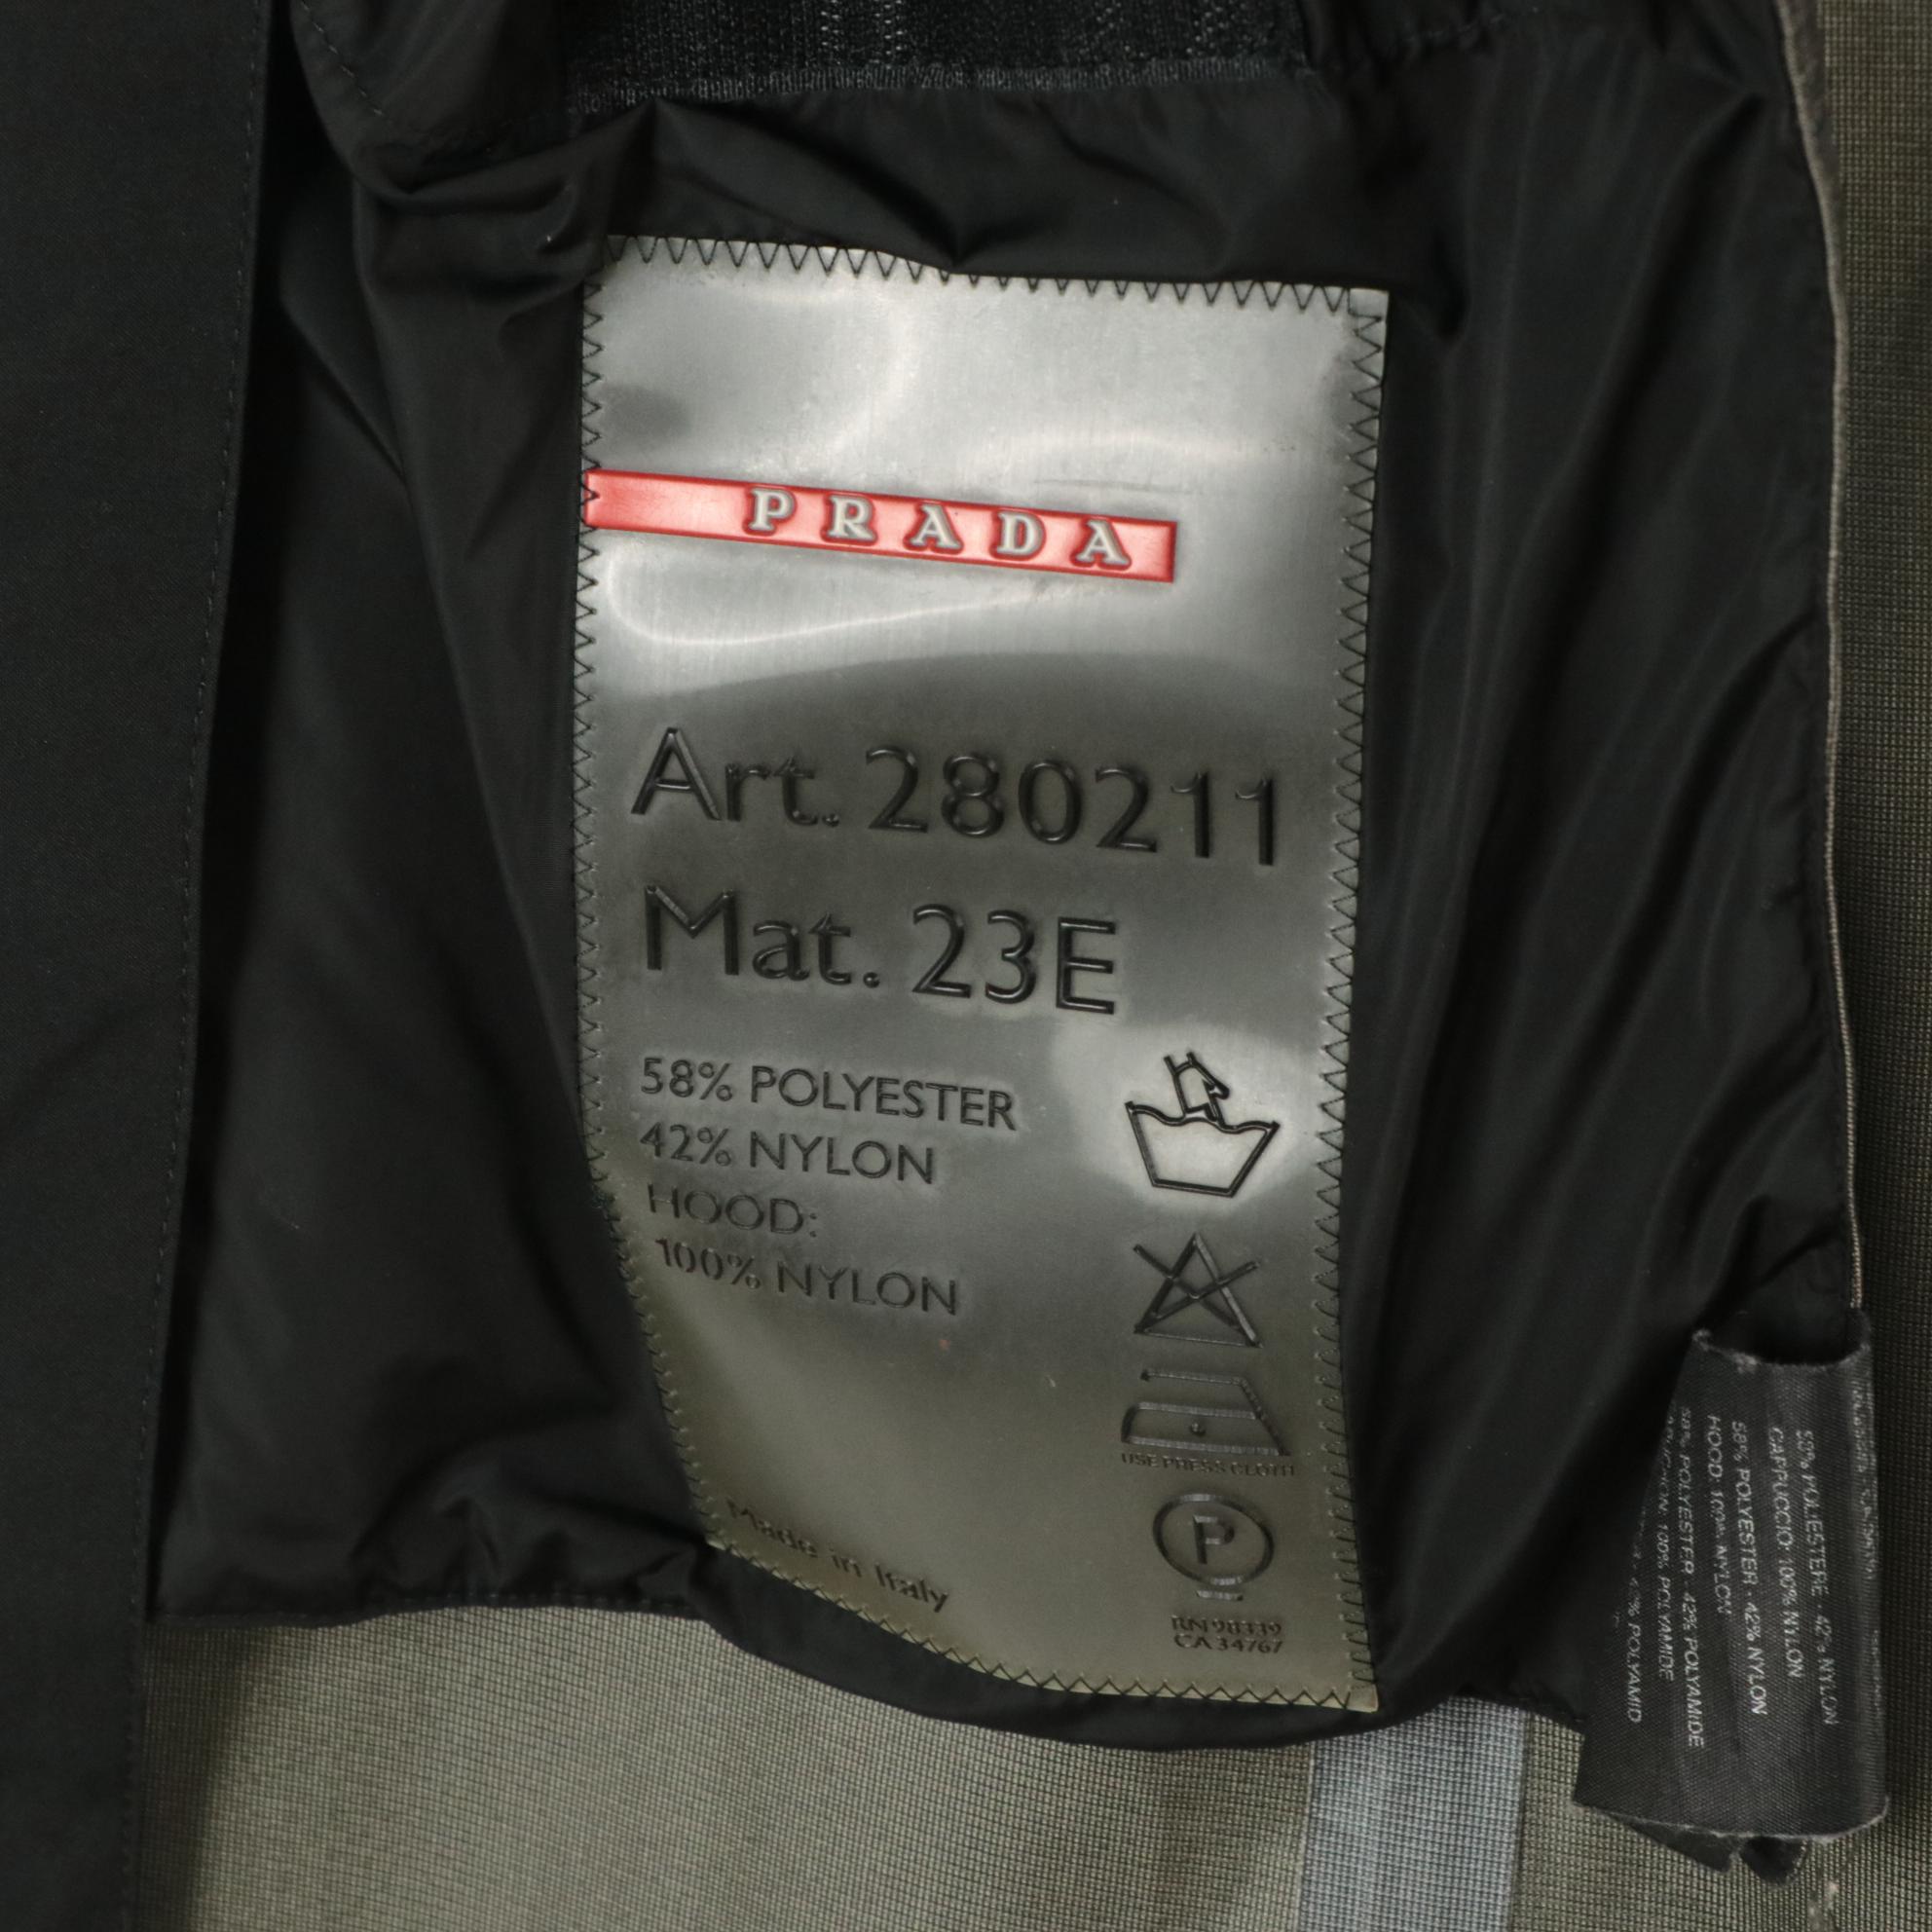 PRADA
Art. 280211
Mat. 23E
58% POLYESTER
42% NYLON
HOOD:
100% NYLON
USE PRESS CLOTH
P
Made in Italy
RN 98339
CA 34767
POLIESTERE - 42% NYLON
CAPPUCCIO: 100% NYLON
58% POLYESTER - 42% NYLON
HOOD: 100% NYLON
58% POLYESTER - 42% POLYAMIDE
100% POLYAMIDE
POLYAMID